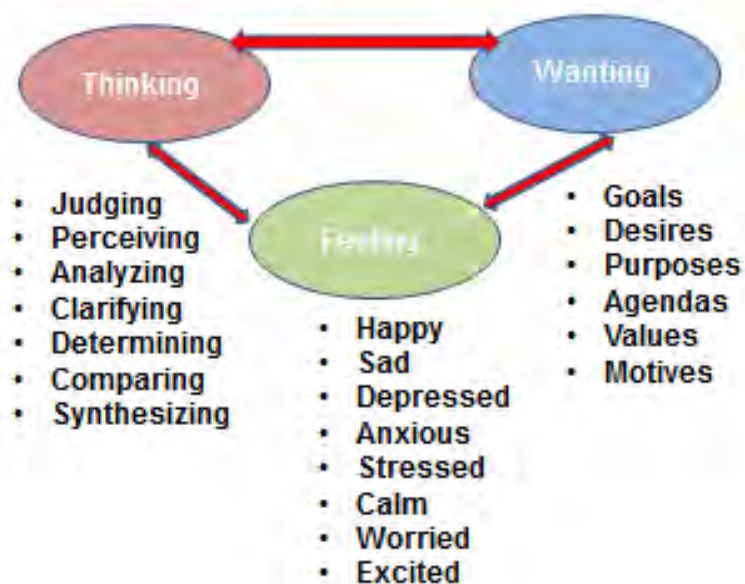 Thinking
Wanting
Feeling
• Judging
• Perceiving
• Analyzing
• Clarifying
• Determining
• Comparing
• Synthesizing
• Happy
• Sad
• Depressed
• Anxious
• Stressed
• Calm
• Worried
• Excited
• Goals
• Desires
• Purposes
• Agendas
• Values
• Motives